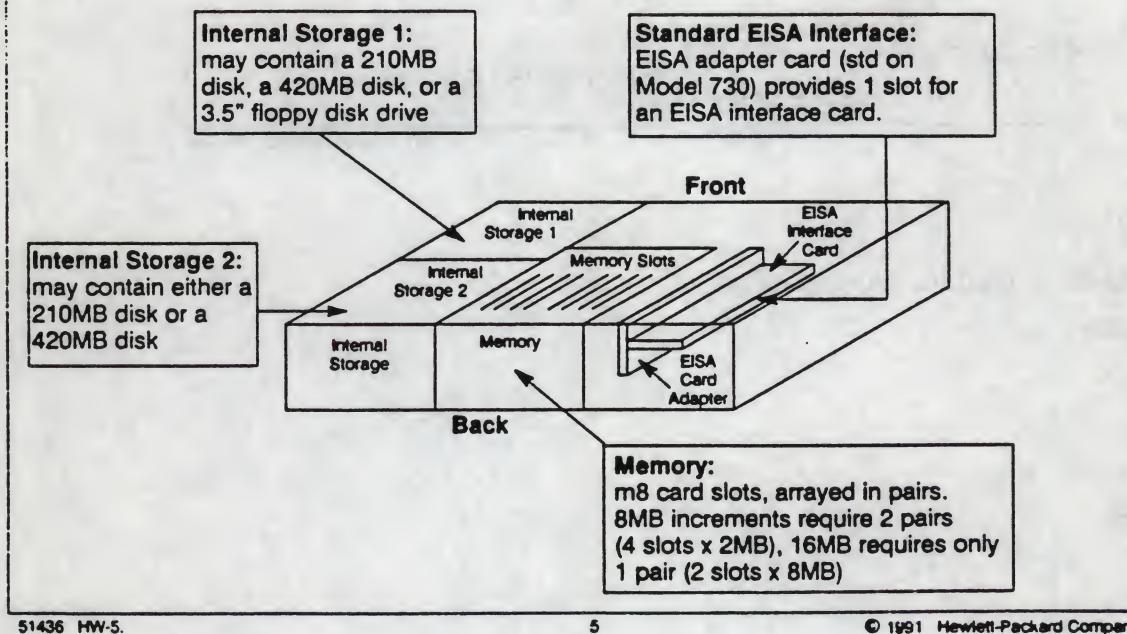 Internal Storage 1:
may contain a 210MB
disk, a 420MB disk, or a
3.5" floppy disk drive
Standard EISA Interface:
EISA adapter card (std on
Model 730) provides 1 slot for
an EISA interface card.
Front
Internal
Storage 1
EISA
Interface
Card
Internal Storage 2:
may contain either a
210MB disk or a
420MB disk
Internal
Storage 2
Memory Slots
Internal
Storage
Memory
EISA
Card
Adapter
Back
Memory:
m8 card slots, arrayed in pairs.
8MB increments require 2 pairs
(4 slots x 2MB), 16MB requires only
1 pair (2 slots x 8MB)
51436 HW-5.
5
© 1991 Hewlett-Packard Compan